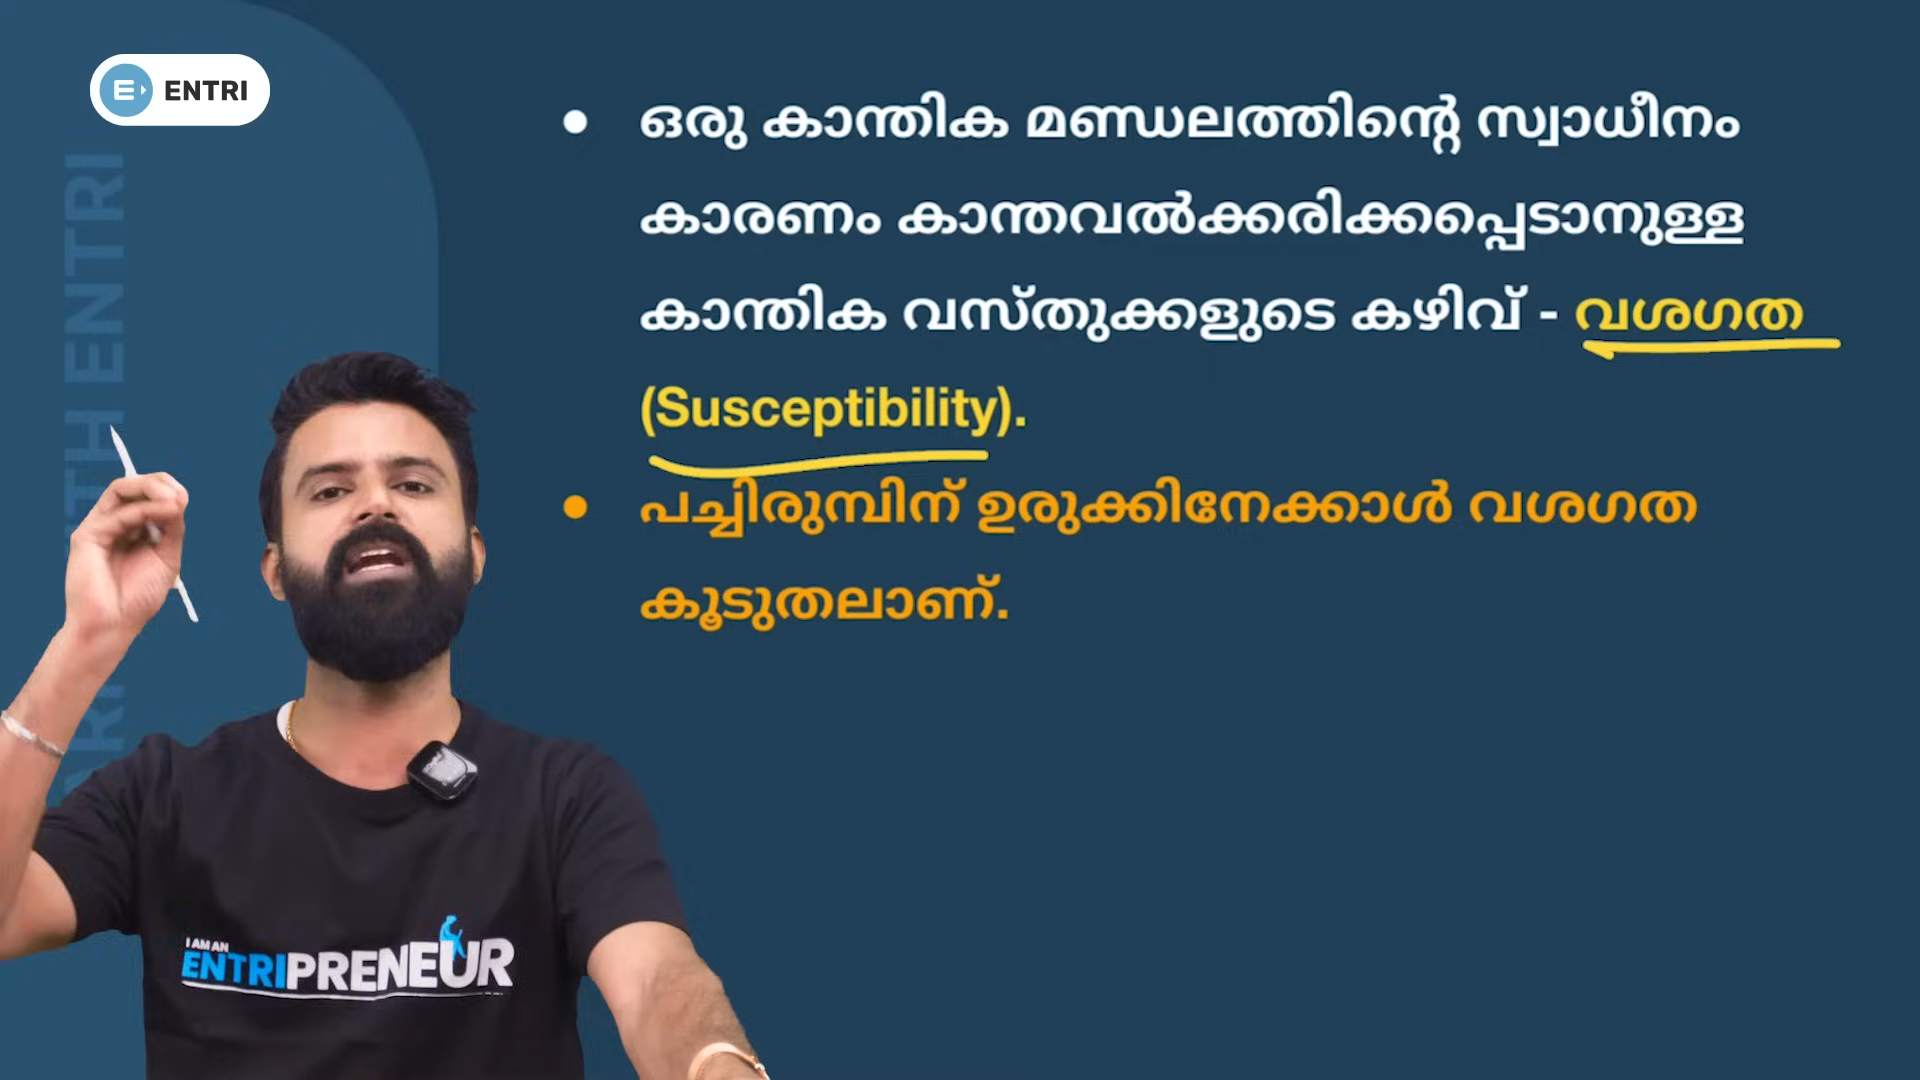 ENTRI
ഒരു കാന്തിക മണ്ഡലത്തിന്റെ സ്വാധീനം
കാരണം കാന്തവൽക്കരിക്കപ്പെടാനുള്ള
കാന്തിക വസ്തുക്കളുടെ കഴിവ് - വശഗത
(Susceptibility).
പച്ചിരുമ്പിന് ഉരുക്കിനേക്കാൾ വശഗത
കൂടുതലാണ്.
I AM AN
ENTRIPRENEUR
ENTRI